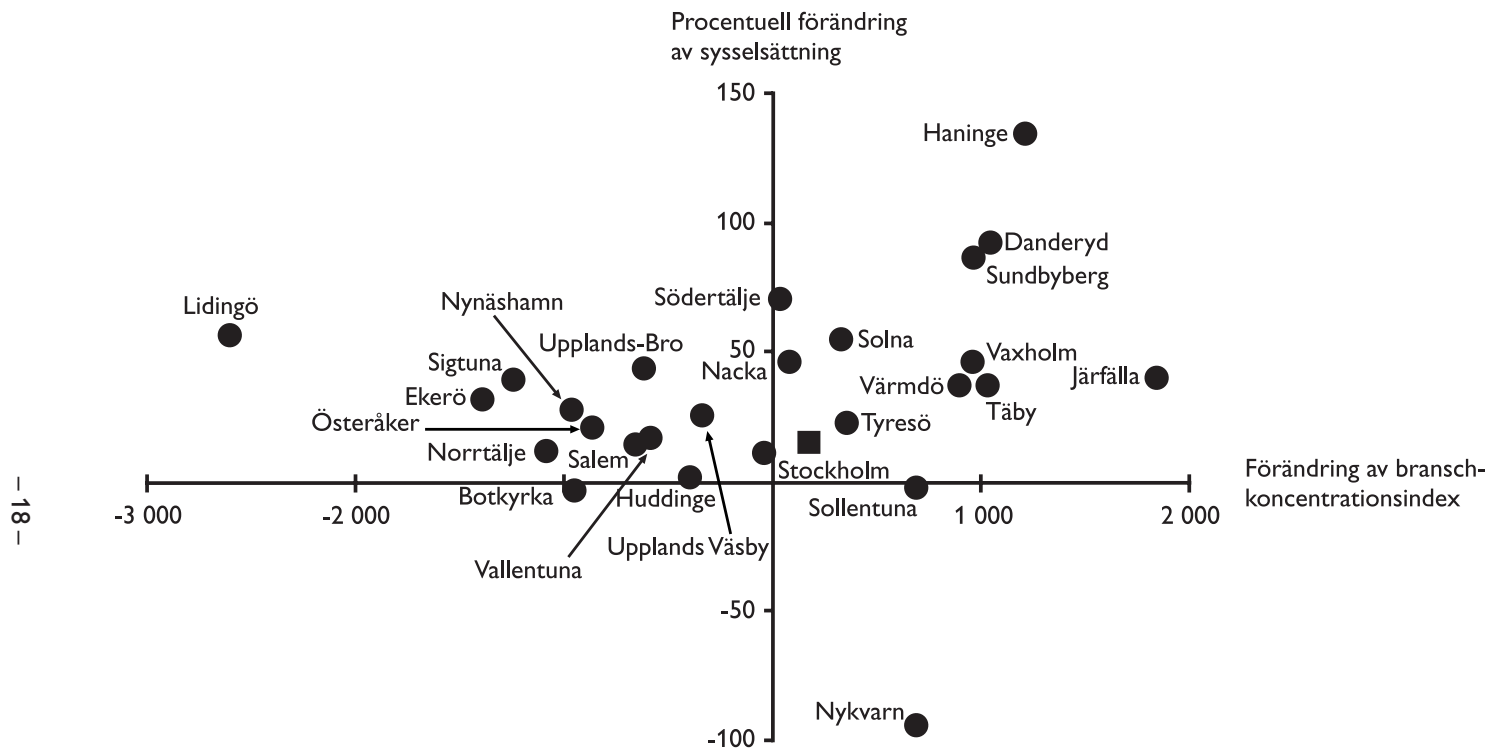 Procentuell förändring
av sysselsättning
150
Haninge
100
Danderyd
Sundbyberg
Södertälje
Nynäshamn
Lidingö
Upplands-Bro
Solna
50
Vaxholm
Sigtuna
Nacka
Järfälla
Värmdö
Ekerö
Täby
Österåker
Tyresö
Norrtälje
Salem
Stockholm
Förändring av bransch-
koncentrationsindex
Botkyrka
Huddinge
Sollentuna
-3 000
-2 000
1 000
2 000
Upplands Väsby
Vallentuna
-50
Nykvarn
-100
– 18 –